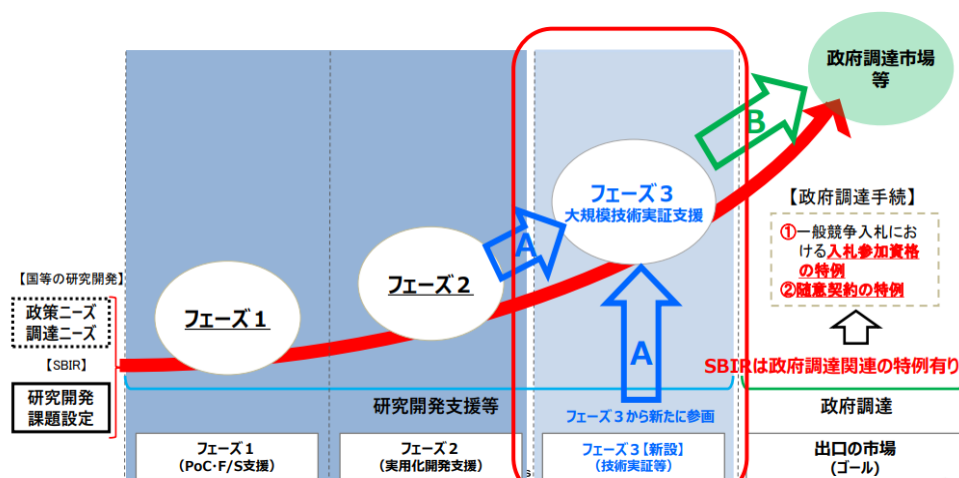 政府調達市場
等
B
フェーズ３
大規模技術実証支援
【政府調達手続】
①一般競争入札にお
ける入札参加資格
の特例
②随意契約の特例
A
フェーズ２
【国等の研究開発】
フェーズ１
政策ニーズ
調達ニーズ
A
【SBIR】
SBIRは政府調達関連の特例有り
研究開発
課題設定
研究開発支援等
フェーズ３から新たに参画
政府調達
フェーズ１
（PoC・F/S支援）
フェーズ２
（実用化開発支援）
s
フェーズ３【新設】
（技術実証等）
出口の市場
（ゴール）